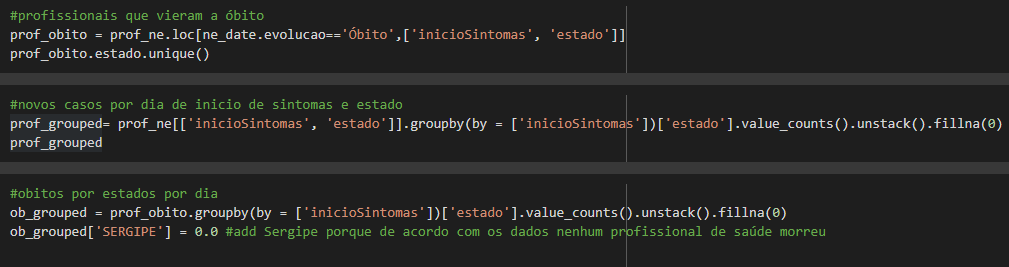 #profissionais que vieram a óbito
prof_obito = prof_ne.loc[ne_date.evolucao=='Óbito',['inicioSintomas', 'estado']]
prof_obito.estado.unique()
#novos casos por dia de inicio de sintomas e estado
prof_grouped= prof_ne[['inicioSintomas', 'estado']].groupby(by = ['inicioSintomas'])['estado'].value_counts().unstack().fillna(0)
prof_grouped
#obitos por estados por dia
ob_grouped = prof_obito.groupby(by = ['inicioSintomas'])['estado'].value_counts().unstack().fillna(0)
ob_grouped['SERGIPE'] = 0.0 #add Sergipe porque de acordo com os dados nenhum profissional de saúde morreu